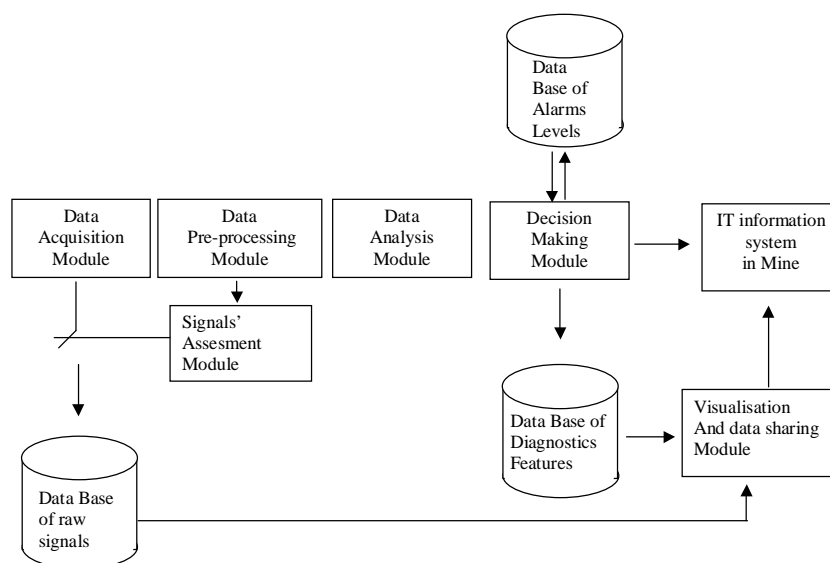 Data
Base of
Alarms
Levels
Data
Acquisition
Module
Data
Pre-processing
Module
Data
Analysis
Module
Decision
Making
Module
IT information
system
in Mine
Signals'
Assesment
Module
Data Base of
Diagnostics
Features
Visualisation
And data sharing
Module
Data Base
of raw
signals